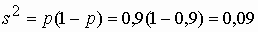 s² = p(1 − p) = 0,9(1 − 0,9) = 0,09